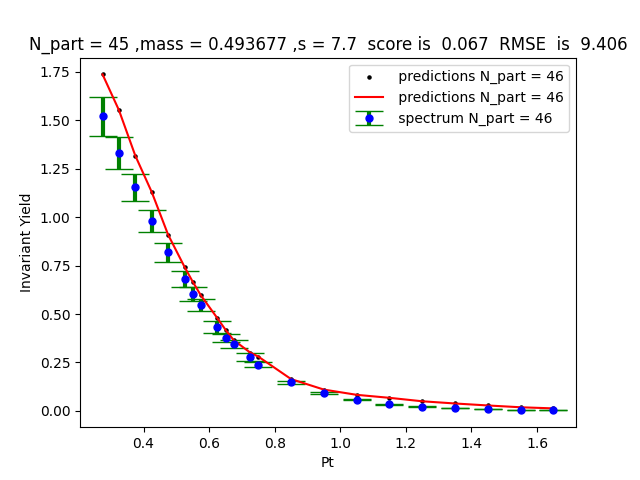 N_part = 45 ,mass = 0.493677 ,s = 7.7  score is  0.067  RMSE  is  9.406
predictions N_part = 46
predictions N_part = 46
spectrum N_part = 46
1.75
1.50
1.25
1.00
0.75
0.50
0.25
0.00
Invariant Yield
0.4 0.6 0.8 1.0 1.2 1.4 1.6
Pt